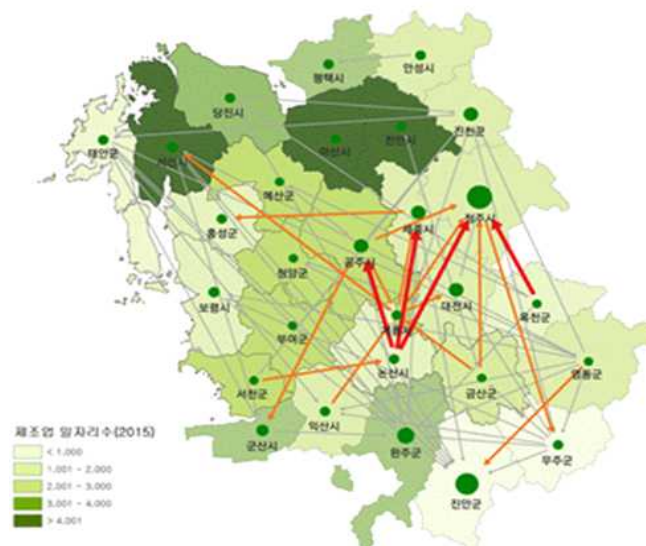 평택시
안성시
당진시
진천군
태안군
서산시
아산시
천안시
예산군
청주시
홍성군
세종시
공주시
청양군
보령시
대전시
옥천군
계룡시
부여군
논산시
영동군
서천군
금산군
익산시
군산시
완주군
무주군
진안군
제조업 일자리수(2015)
< 1,000
1,001 - 2,000
2,001 - 3,000
3,001 - 4,000
> 4,001